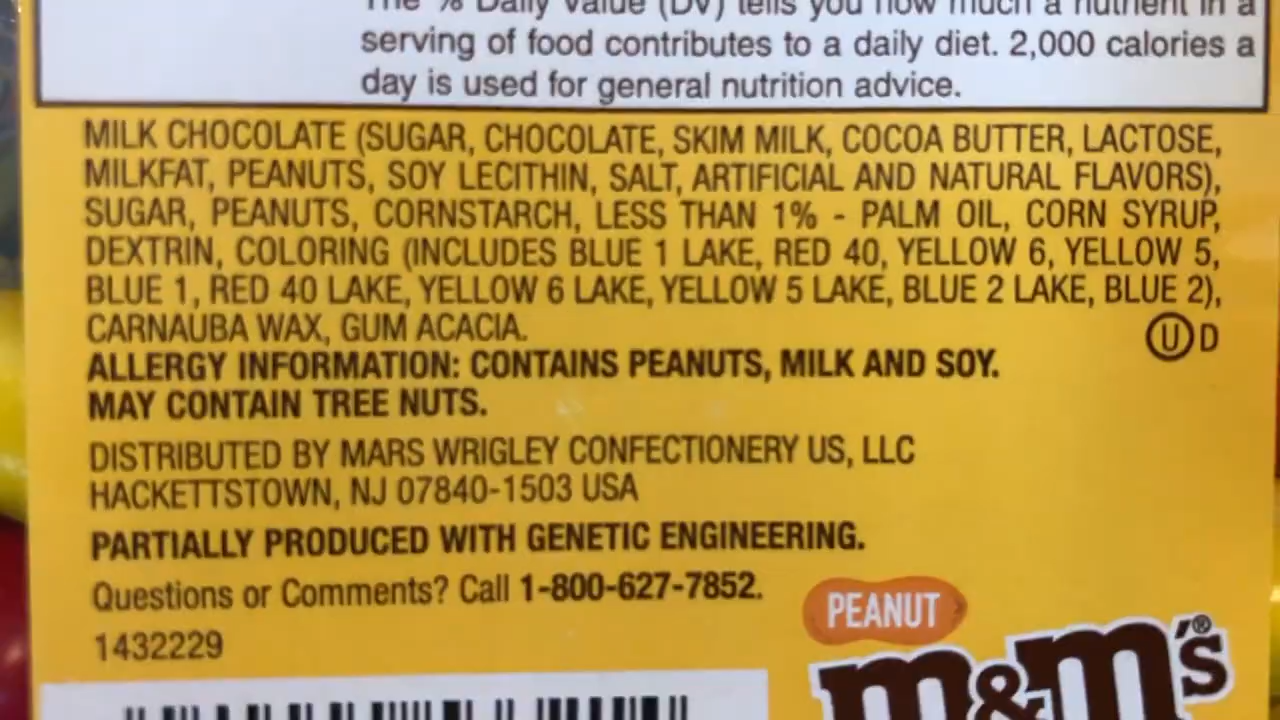 The % Daily Value (DV) tells you how much a nutrient in a
serving of food contributes to a daily diet. 2,000 calories a
day is used for general nutrition advice.
MILK CHOCOLATE (SUGAR, CHOCOLATE, SKIM MILK, COCOA BUTTER, LACTOSE,
MILKFAT, PEANUTS, SOY LECITHIN, SALT, ARTIFICIAL AND NATURAL FLAVORS),
SUGAR, PEANUTS, CORNSTARCH, LESS THAN 1% - PALM OIL, CORN SYRUP,
DEXTRIN, COLORING (INCLUDES BLUE 1 LAKE, RED 40, YELLOW 6, YELLOW 5,
BLUE 1, RED 40 LAKE, YELLOW 6 LAKE, YELLOW 5 LAKE, BLUE 2 LAKE, BLUE 2),
CARNAUBA WAX, GUM ACACIA.
Ⓤ D
ALLERGY INFORMATION: CONTAINS PEANUTS, MILK AND SOY.
MAY CONTAIN TREE NUTS.
DISTRIBUTED BY MARS WRIGLEY CONFECTIONERY US, LLC
HACKETTSTOWN, NJ 07840-1503 USA
PARTIALLY PRODUCED WITH GENETIC ENGINEERING.
Questions or Comments? Call 1-800-627-7852.
1432229
PEANUT
m&m's®